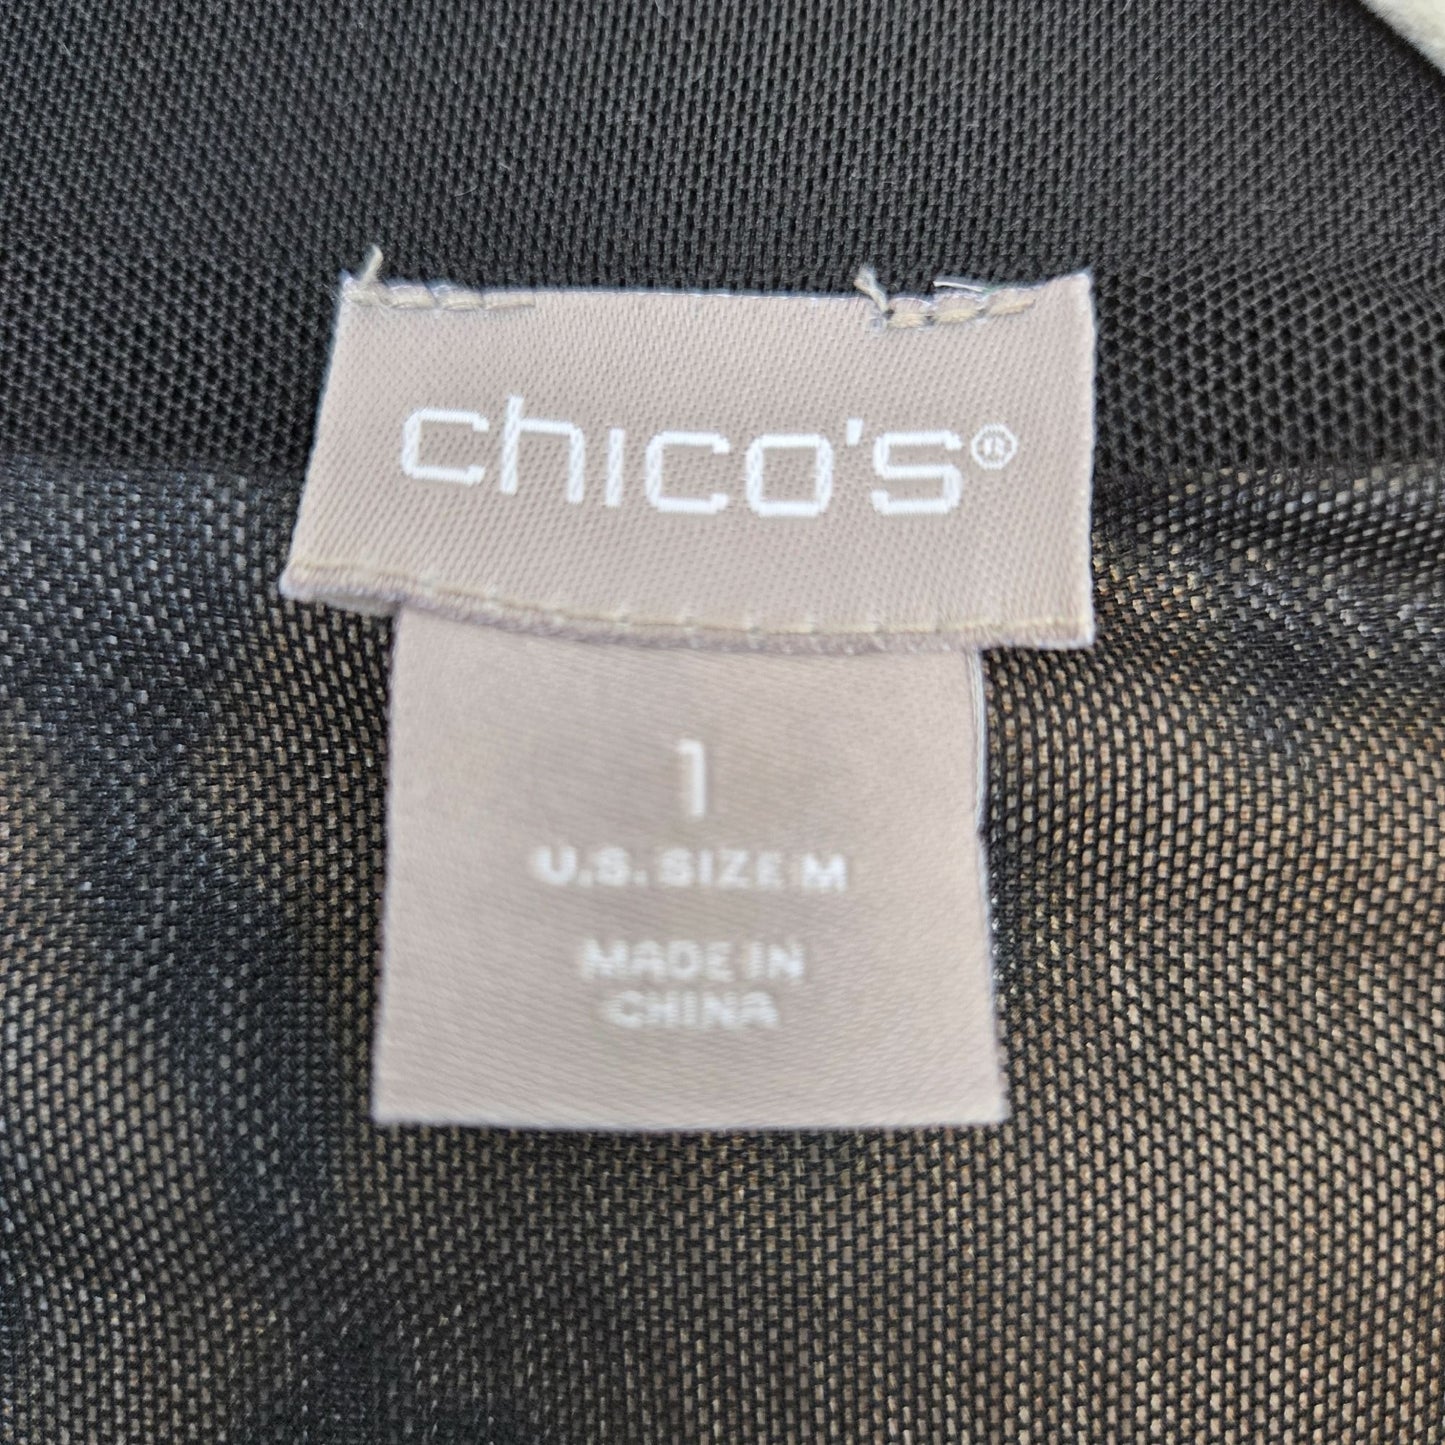 chico's®
1
U.S. SIZE M
MADE IN
CHINA